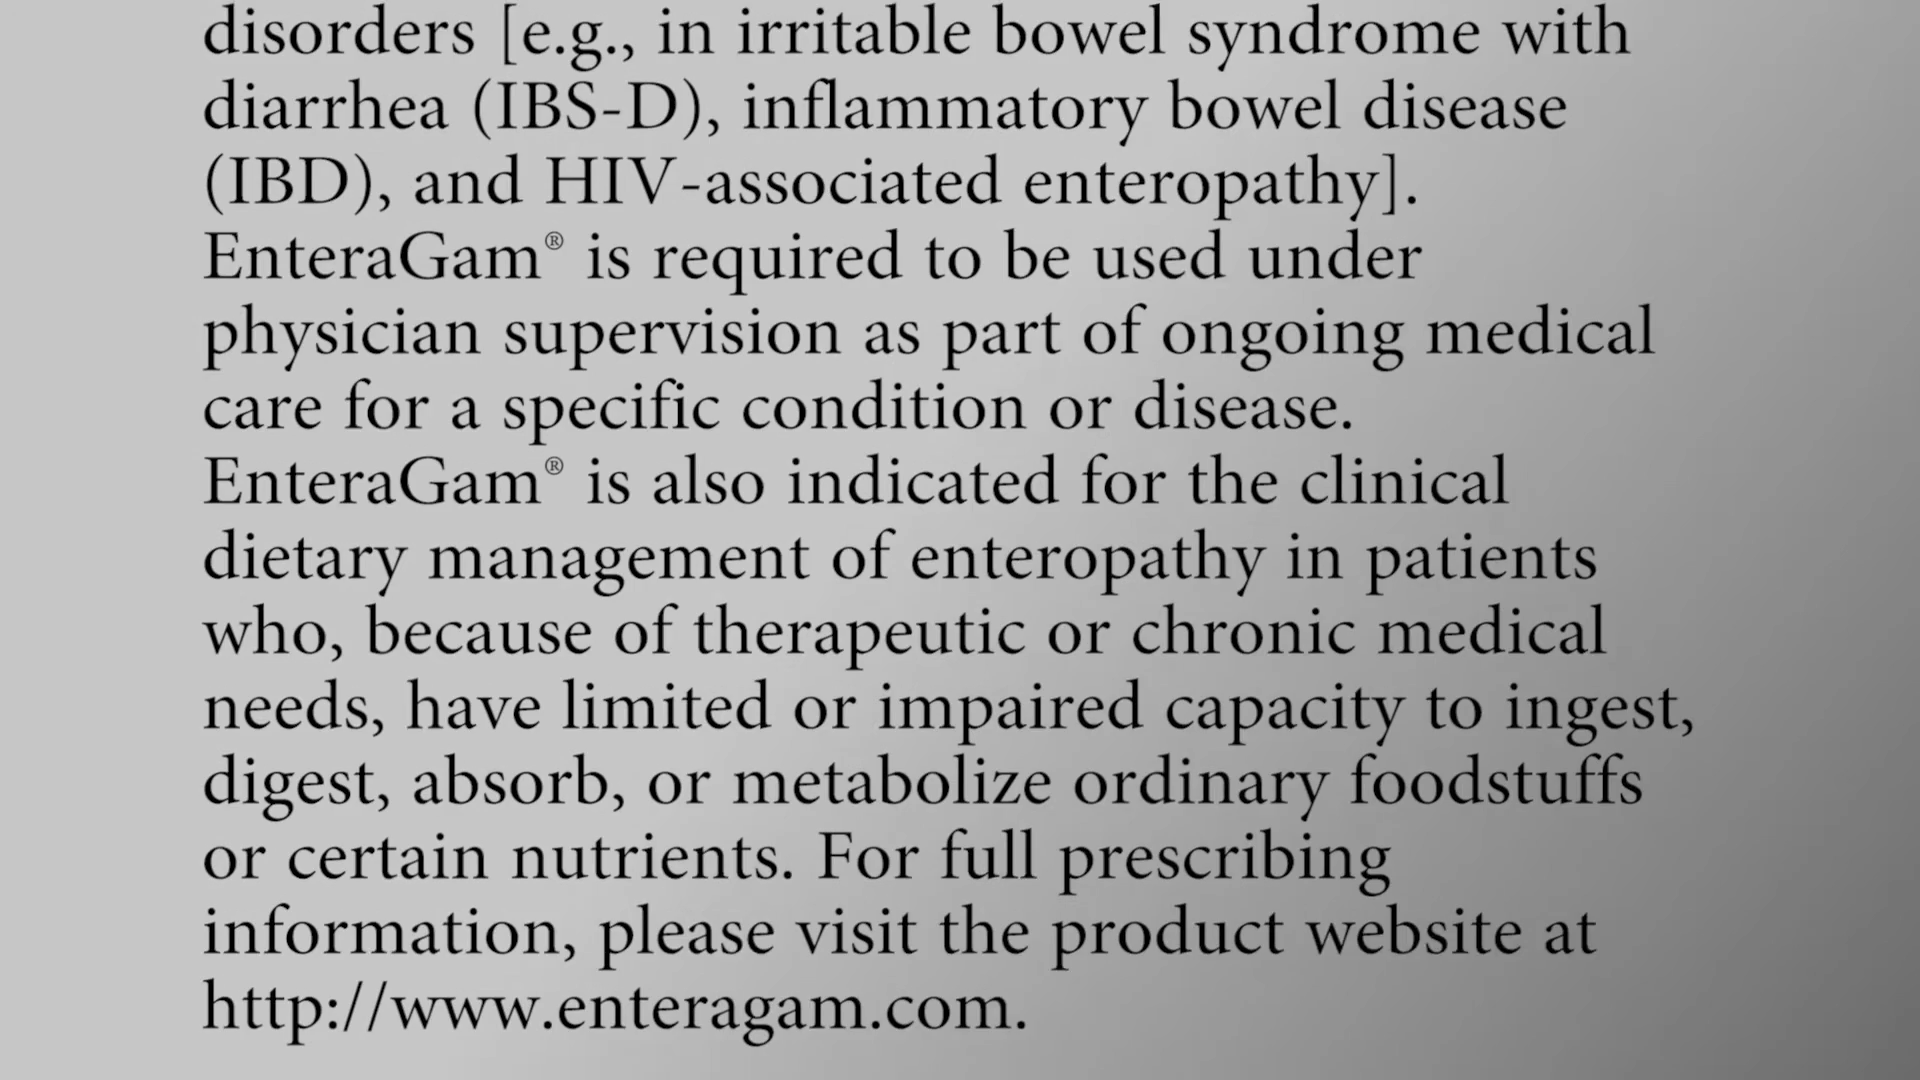 disorders [e.g., in irritable bowel syndrome with
diarrhea (IBS-D), inflammatory bowel disease
(IBD), and HIV-associated enteropathy].
EnteraGam® is required to be used under
physician supervision as part of ongoing medical
care for a specific condition or disease.
EnteraGam® is also indicated for the clinical
dietary management of enteropathy in patients
who, because of therapeutic or chronic medical
needs, have limited or impaired capacity to ingest,
digest, absorb, or metabolize ordinary foodstuffs
or certain nutrients. For full prescribing
information, please visit the product website at
http://www.enteragam.com.